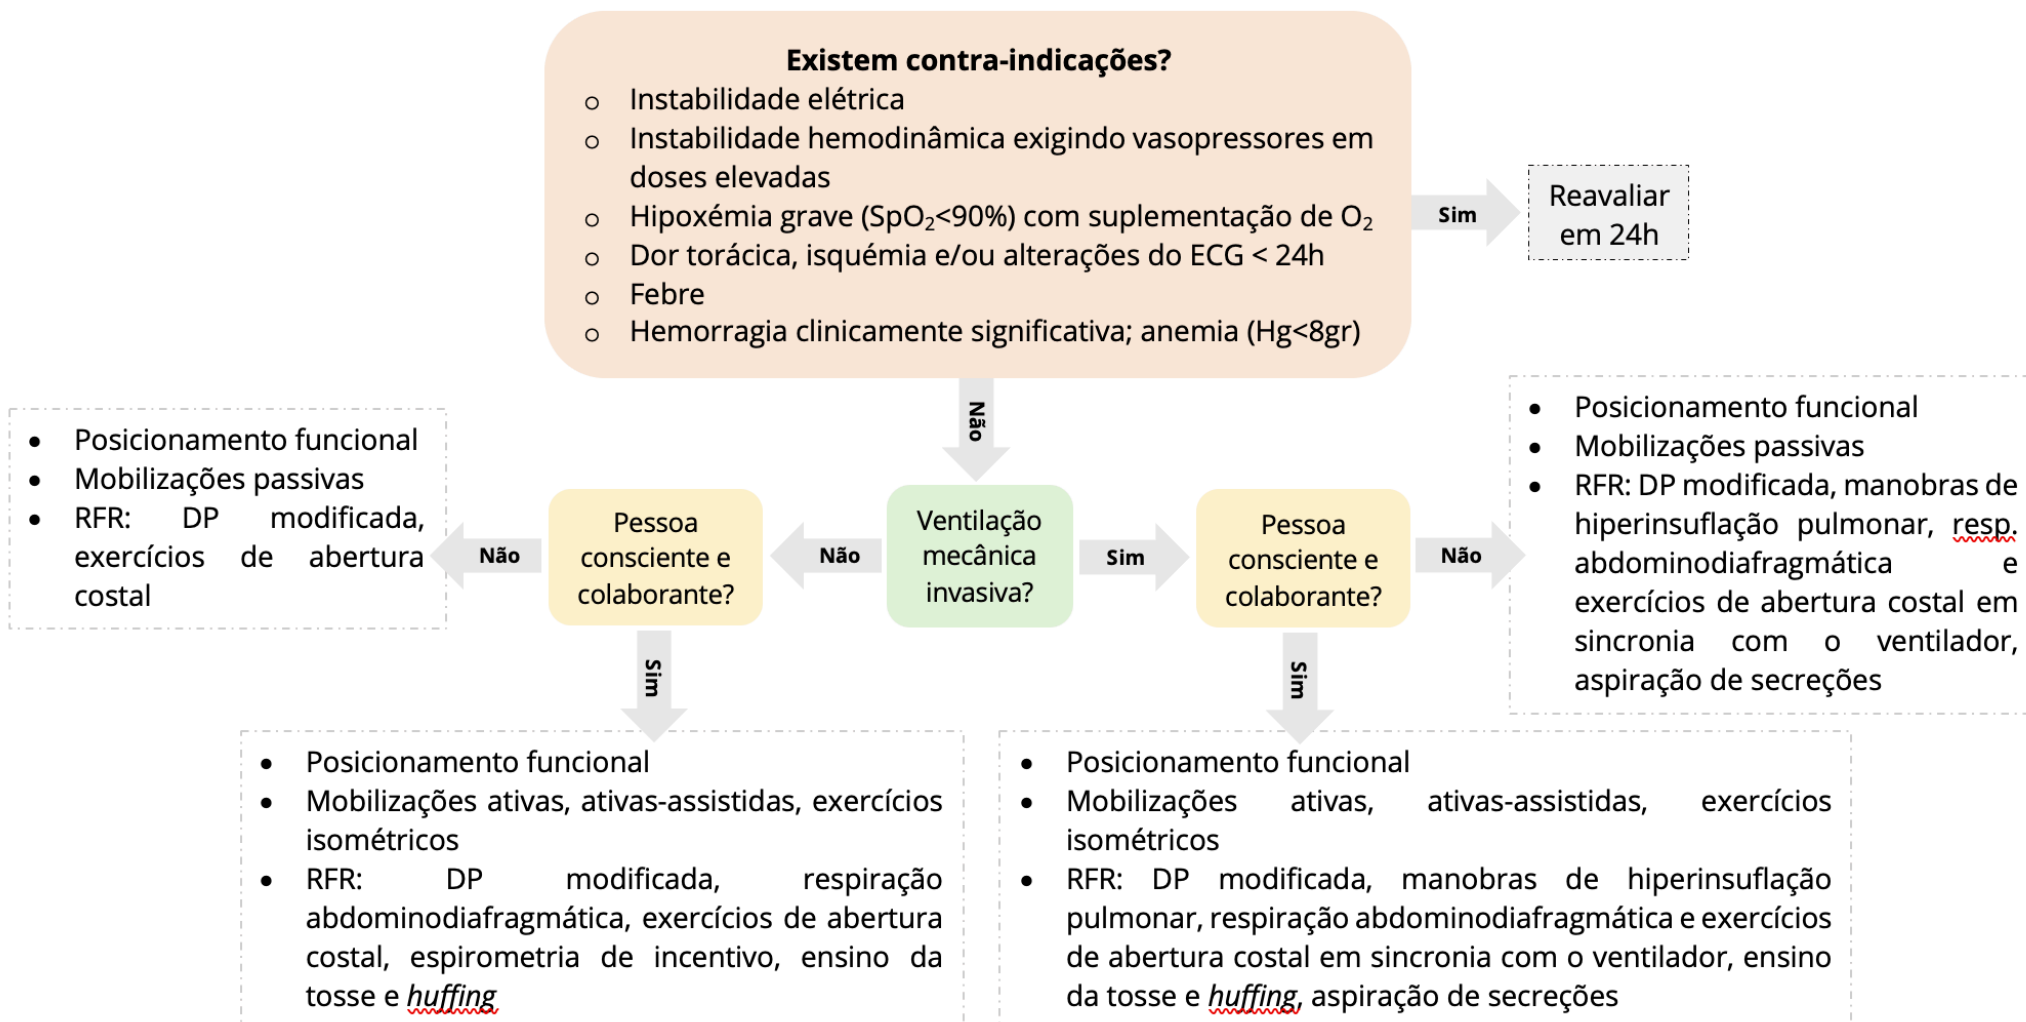 Existem contra-indicações?
o Instabilidade elétrica
o Instabilidade hemodinâmica exigindo vasopressores em
doses elevadas
o Hipoxémia grave (SpO₂<90%) com suplementação de O₂
o Dor torácica, isquémia e/ou alterações do ECG < 24h
o Febre
o Hemorragia clinicamente significativa; anemia (Hg<8gr)
Sim
Reavaliar
em 24h
Não
• Posicionamento funcional
• Mobilizações passivas
• RFR: DP modificada,
exercícios de abertura
costal
Não
Pessoa
consciente e
colaborante?
Não
Ventilação
mecânica
invasiva?
Sim
Pessoa
consciente e
colaborante?
Não
• Posicionamento funcional
• Mobilizações passivas
• RFR: DP modificada, manobras de
hiperinsuflação pulmonar, resp.
abdominodiafragmática e
exercícios de abertura costal em
sincronia com o ventilador,
aspiração de secreções
Sim
Sim
• Posicionamento funcional
• Mobilizações ativas, ativas-assistidas, exercícios
isométricos
• RFR: DP modificada, respiração
abdominodiafragmática, exercícios de abertura
costal, espirometria de incentivo, ensino da
tosse e huffing
• Posicionamento funcional
• Mobilizações ativas, ativas-assistidas, exercícios
isométricos
• RFR: DP modificada, manobras de hiperinsuflação
pulmonar, respiração abdominodiafragmática e exercícios
de abertura costal em sincronia com o ventilador, ensino
da tosse e huffing, aspiração de secreções